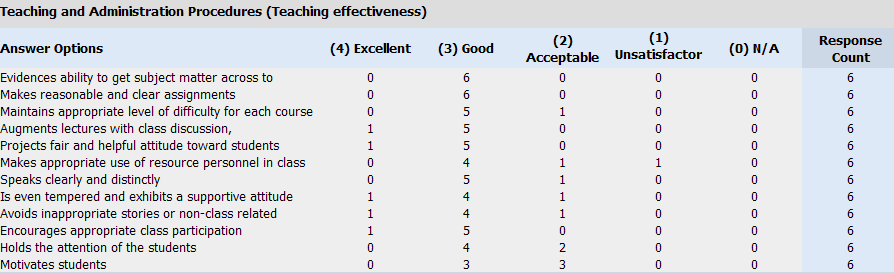 Teaching and Administration Procedures (Teaching effectiveness)
Answer Options (4) Excellent (3) Good (2) Acceptable (1) Unsatisfactor (0) N/A Response Count
Evidences ability to get subject matter across to 0 6 0 0 0 6
Makes reasonable and clear assignments 0 6 0 0 0 6
Maintains appropriate level of difficulty for each course 0 5 1 0 0 6
Augments lectures with class discussion, 1 5 0 0 0 6
Projects fair and helpful attitude toward students 1 5 0 0 0 6
Makes appropriate use of resource personnel in class 0 4 1 1 0 6
Speaks clearly and distinctly 0 5 1 0 0 6
Is even tempered and exhibits a supportive attitude 1 4 1 0 0 6
Avoids inappropriate stories or non-class related 1 4 1 0 0 6
Encourages appropriate class participation 1 5 0 0 0 6
Holds the attention of the students 0 4 2 0 0 6
Motivates students 0 3 3 0 0 6